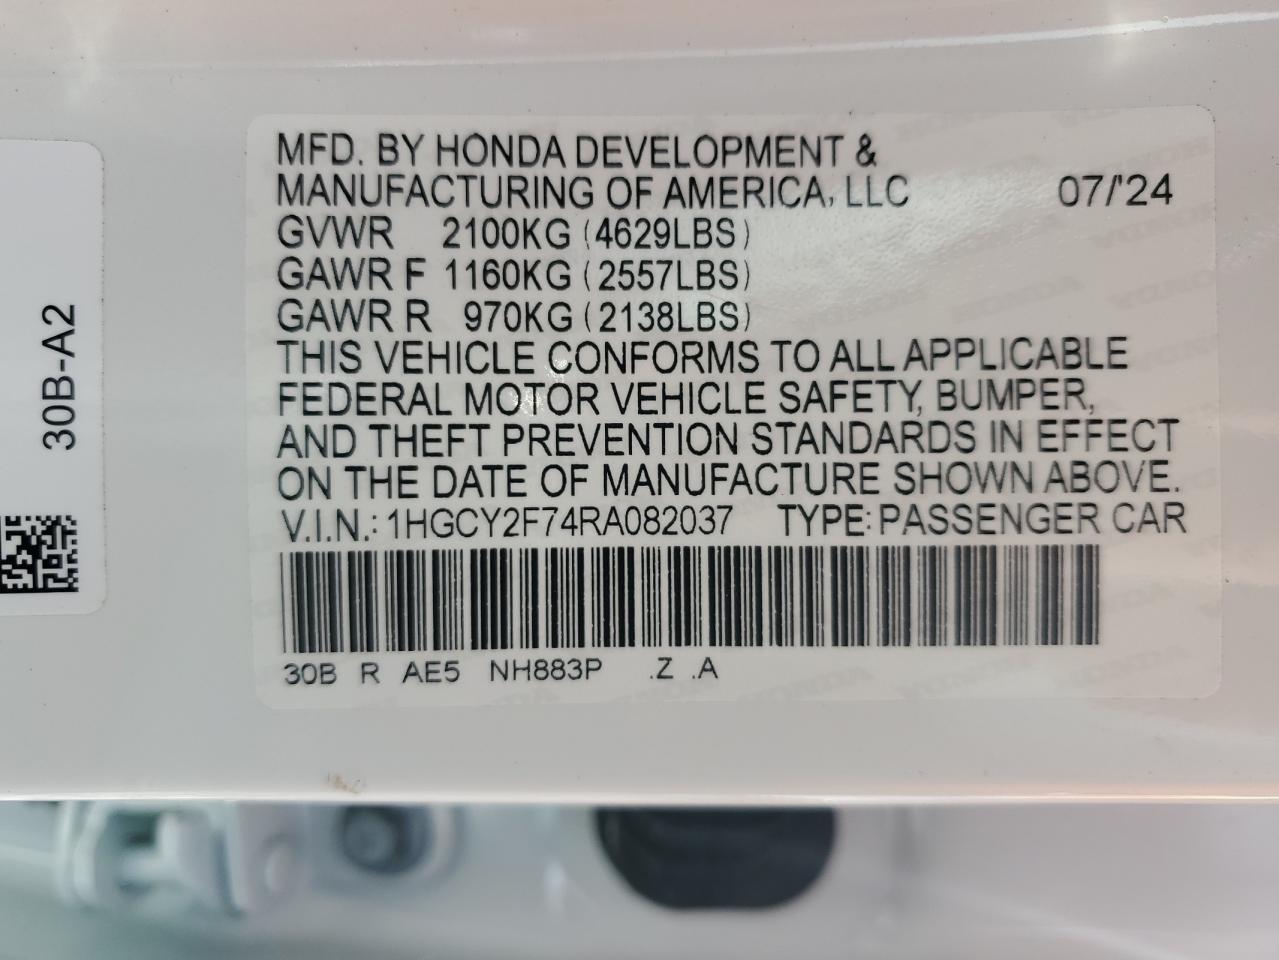 MFD. BY HONDA DEVELOPMENT &
MANUFACTURING OF AMERICA, LLC 07/'24
GVWR 2100KG (4629LBS)
GAWR F 1160KG (2557LBS)
GAWR R 970KG (2138LBS)
THIS VEHICLE CONFORMS TO ALL APPLICABLE
FEDERAL MOTOR VEHICLE SAFETY, BUMPER,
AND THEFT PREVENTION STANDARDS IN EFFECT
ON THE DATE OF MANUFACTURE SHOWN ABOVE.
V.I.N.: 1HGCY2F74RA082037 TYPE: PASSENGER CAR
30B R AE5 NH883P .Z .A
30B-A2